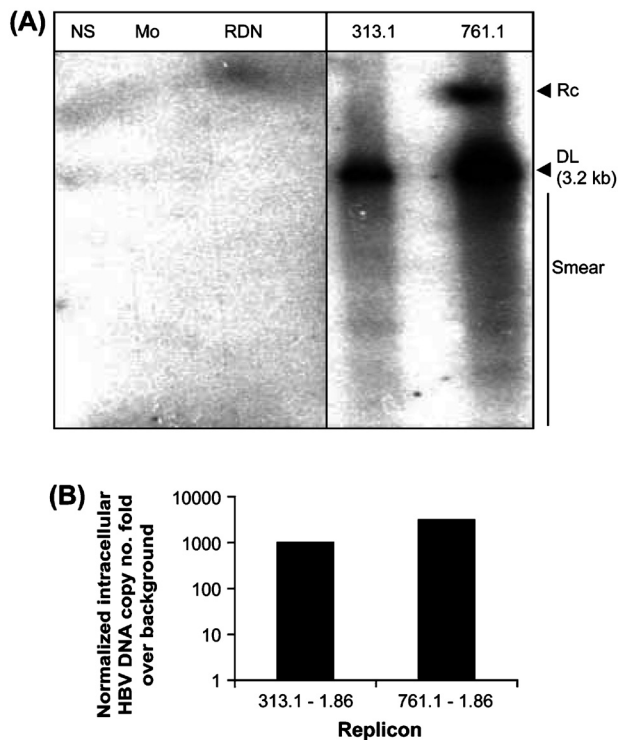 (A)
NS Mo RDN 313.1 761.1
Rc
DL
(3.2 kb)
Smear
(B)
Normalized intracellular
HBV DNA copy no. fold
over background
10000
1000
100
10
1
313.1 - 1.86 761.1 - 1.86
Replicon